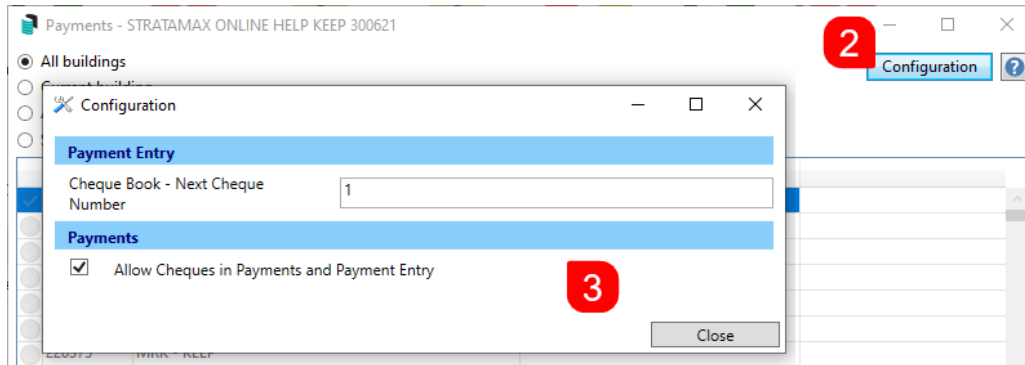 Payments - STRATAMAX ONLINE HELP KEEP 300621
2
All buildings
Configuration
?
Configuration
Payment Entry
Cheque Book - Next Cheque
Number
1
Payments
Allow Cheques in Payments and Payment Entry
3
Close